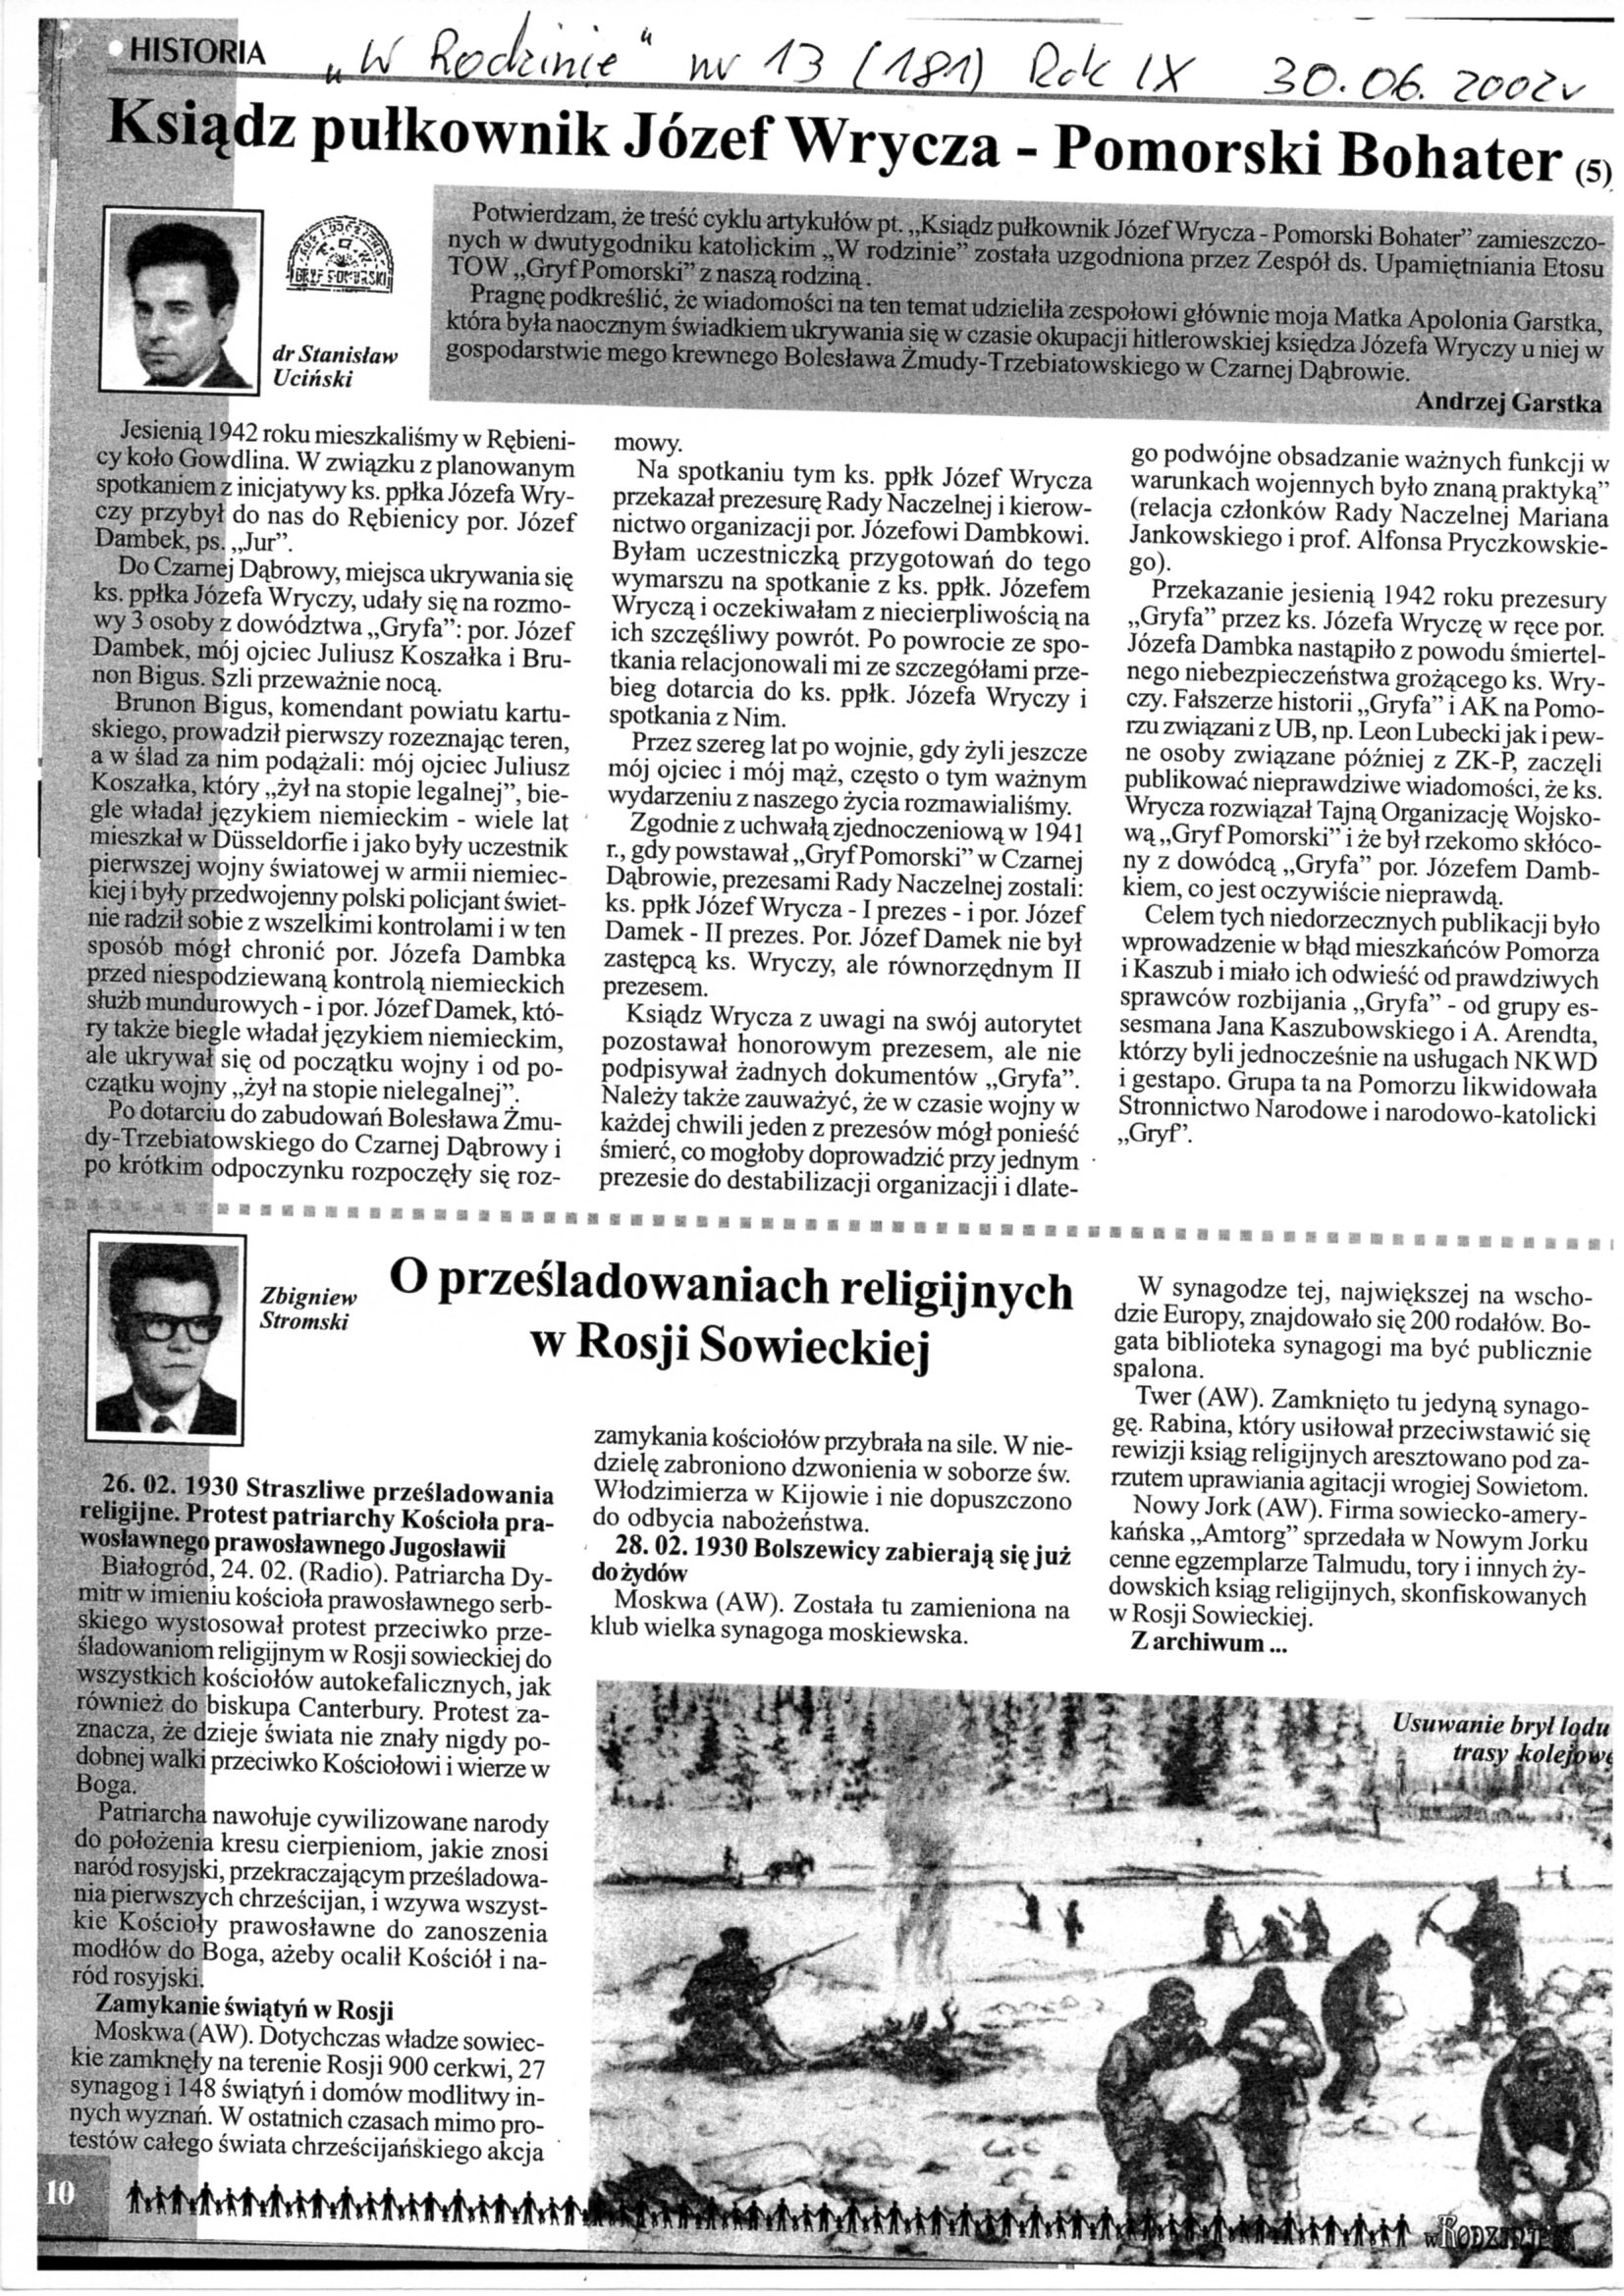 HISTORIA
„W Rodzinie" nr 13 (181) Rok IX 30.06.2002r
Ksiądz pułkownik Józef Wrycza - Pomorski Bohater (5)
GRYF POMORSKI
dr Stanisław
Uciński
Potwierdzam, że treść cyklu artykułów pt. „Ksiądz pułkownik Józef Wrycza - Pomorski Bohater” zamieszczo-
nych w dwutygodniku katolickim „W rodzinie” została uzgodniona przez Zespół ds. Upamiętniania Etosu
TOW „Gryf Pomorski” z naszą rodziną.
Pragnę podkreślić, że wiadomości na ten temat udzieliła zespołowi głównie moja Matka Apolonia Garstka,
która była naocznym świadkiem ukrywania się w czasie okupacji hitlerowskiej księdza Józefa Wryczy u niej w
gospodarstwie mego krewnego Bolesława Żmudy-Trzebiatowskiego w Czarnej Dąbrowie.
Andrzej Garstka
Jesienią 1942 roku mieszkaliśmy w Rębieni-
cy koło Gowdlina. W związku z planowanym
spotkaniem z inicjatywy ks. ppłka Józefa Wry-
czy przybył do nas do Rębienicy por. Józef
Dambek, ps. „Jur”.
Do Czarnej Dąbrowy, miejsca ukrywania się
ks. ppłka Józefa Wryczy, udały się na rozmo-
wy 3 osoby z dowództwa „Gryfa”: por. Józef
Dambek, mój ojciec Juliusz Koszałka i Bru-
non Bigus. Szli przeważnie nocą.
Brunon Bigus, komendant powiatu kartu-
skiego, prowadził pierwszy rozeznając teren,
a w ślad za nim podążali: mój ojciec Juliusz
Koszałka, który „żył na stopie legalnej”, bie-
gle władał językiem niemieckim - wiele lat
mieszkał w Düsseldorfie i jako były uczestnik
pierwszej wojny światowej w armii niemiec-
kiej i były przedwojenny polski policjant świet-
nie radził sobie z wszelkimi kontrolami i w ten
sposób mógł chronić por. Józefa Dambka
przed niespodziewaną kontrolą niemieckich
służb mundurowych - i por. Józef Damek, któ-
ry także biegle władał językiem niemieckim,
ale ukrywał się od początku wojny i od po-
czątku wojny „żył na stopie nielegalnej”.
Po dotarciu do zabudowań Bolesława Żmu-
dy-Trzebiatowskiego do Czarnej Dąbrowy i
po krótkim odpoczynku rozpoczęły się roz-
mowy.
Na spotkaniu tym ks. ppłk Józef Wrycza
przekazał prezesurę Rady Naczelnej i kierow-
nictwo organizacji por. Józefowi Dambkowi.
Byłam uczestniczką przygotowań do tego
wymarszu na spotkanie z ks. ppłk. Józefem
Wryczą i oczekiwałam z niecierpliwością na
ich szczęśliwy powrót. Po powrocie ze spo-
tkania relacjonowali mi ze szczegółami prze-
bieg dotarcia do ks. ppłk. Józefa Wryczy i
spotkania z Nim.
Przez szereg lat po wojnie, gdy żyli jeszcze
mój ojciec i mój mąż, często o tym ważnym
wydarzeniu z naszego życia rozmawialiśmy.
Zgodnie z uchwałą zjednoczeniową w 1941
r., gdy powstawał „Gryf Pomorski” w Czarnej
Dąbrowie, prezesami Rady Naczelnej zostali:
ks. ppłk Józef Wrycza - I prezes - i por. Józef
Damek - II prezes. Por. Józef Damek nie był
zastępcą ks. Wryczy, ale równorzędnym II
prezesem.
Ksiądz Wrycza z uwagi na swój autorytet
pozostawał honorowym prezesem, ale nie
podpisywał żadnych dokumentów „Gryfa”.
Należy także zauważyć, że w czasie wojny w
każdej chwili jeden z prezesów mógł ponieść
śmierć, co mogłoby doprowadzić przy jednym
prezesie do destabilizacji organizacji i dlate-
go podwójne obsadzanie ważnych funkcji w
warunkach wojennych było znaną praktyką”
(relacja członków Rady Naczelnej Mariana
Jankowskiego i prof. Alfonsa Pryczkowskie-
go).
Przekazanie jesienią 1942 roku prezesury
„Gryfa” przez ks. Józefa Wryczę w ręce por.
Józefa Dambka nastąpiło z powodu śmiertel-
nego niebezpieczeństwa grożącego ks. Wry-
czy. Fałszerze historii „Gryfa” i AK na Pomo-
rzu związani z UB, np. Leon Lubecki jak i pew-
ne osoby związane później z ZK-P, zaczęli
publikować nieprawdziwe wiadomości, że ks.
Wrycza rozwiązał Tajną Organizację Wojsko-
wą „Gryf Pomorski” i że był rzekomo skłóco-
ny z dowódcą „Gryfa” por. Józefem Damb-
kiem, co jest oczywiście nieprawdą.
Celem tych niedorzecznych publikacji było
wprowadzenie w błąd mieszkańców Pomorza
i Kaszub i miało ich odwieść od prawdziwych
sprawców rozbijania „Gryfa” - od grupy es-
sesmana Jana Kaszubowskiego i A. Arendta,
którzy byli jednocześnie na usługach NKWD
i gestapo. Grupa ta na Pomorzu likwidowała
Stronnictwo Narodowe i narodowo-katolicki
„Gryf”.
Zbigniew
Stromski
O prześladowaniach religijnych
w Rosji Sowieckiej
26. 02. 1930 Straszliwe prześladowania
religijne. Protest patriarchy Kościoła pra-
wosławnego prawosławnego Jugosławii
Białogród, 24. 02. (Radio). Patriarcha Dy-
mitr w imieniu kościoła prawosławnego serb-
skiego wystosował protest przeciwko prze-
śladowaniom religijnym w Rosji sowieckiej do
wszystkich kościołów autokefalicznych, jak
również do biskupa Canterbury. Protest za-
znacza, że dzieje świata nie znały nigdy po-
dobnej walki przeciwko Kościołowi i wierze w
Boga.
Patriarcha nawołuje cywilizowane narody
do położenia kresu cierpieniom, jakie znosi
naród rosyjski, przekraczającym prześladowa-
nia pierwszych chrześcijan, i wzywa wszyst-
kie Kościoły prawosławne do zanoszenia
modłów do Boga, ażeby ocalił Kościół i na-
ród rosyjski.
Zamykanie świątyń w Rosji
Moskwa (AW). Dotychczas władze sowiec-
kie zamknęły na terenie Rosji 900 cerkwi, 27
synagog i 148 świątyń i domów modlitwy in-
nych wyznań. W ostatnich czasach mimo pro-
testów całego świata chrześcijańskiego akcja
zamykania kościołów przybrała na sile. W nie-
dzielę zabroniono dzwonienia w soborze św.
Włodzimierza w Kijowie i nie dopuszczono
do odbycia nabożeństwa.
28. 02. 1930 Bolszewicy zabierają się już
do żydów
Moskwa (AW). Została tu zamieniona na
klub wielka synagoga moskiewska.
W synagodze tej, największej na wscho-
dzie Europy, znajdowało się 200 rodałów. Bo-
gata biblioteka synagogi ma być publicznie
spalona.
Twer (AW). Zamknięto tu jedyną synago-
gę. Rabina, który usiłował przeciwstawić się
rewizji ksiąg religijnych aresztowano pod za-
rzutem uprawiania agitacji wrogiej Sowietom.
Nowy Jork (AW). Firma sowiecko-amery-
kańska „Amtorg” sprzedała w Nowym Jorku
cenne egzemplarze Talmudu, tory i innych ży-
dowskich ksiąg religijnych, skonfiskowanych
w Rosji Sowieckiej.
Z archiwum ...
Usuwanie brył lodu
trasy kolejowe
10
wRODZINIE